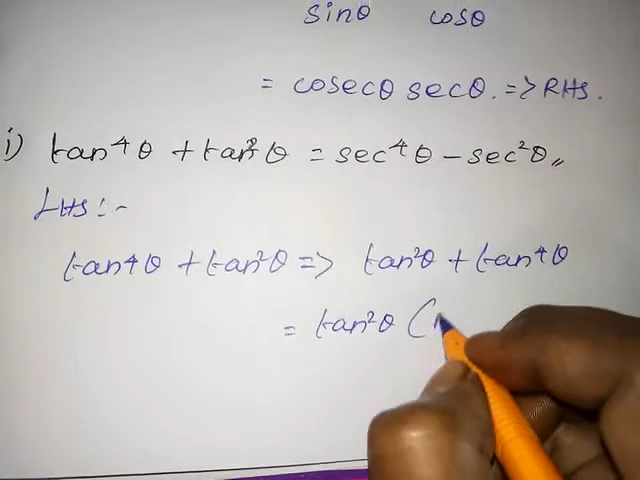 sinθ cosθ
= cosecθ secθ. => RHS.
i) tan⁴θ + tan²θ = sec⁴θ - sec²θ,,
LHS :-
tan4θ + tan²θ => tan²θ + tan4θ
= tan²θ (